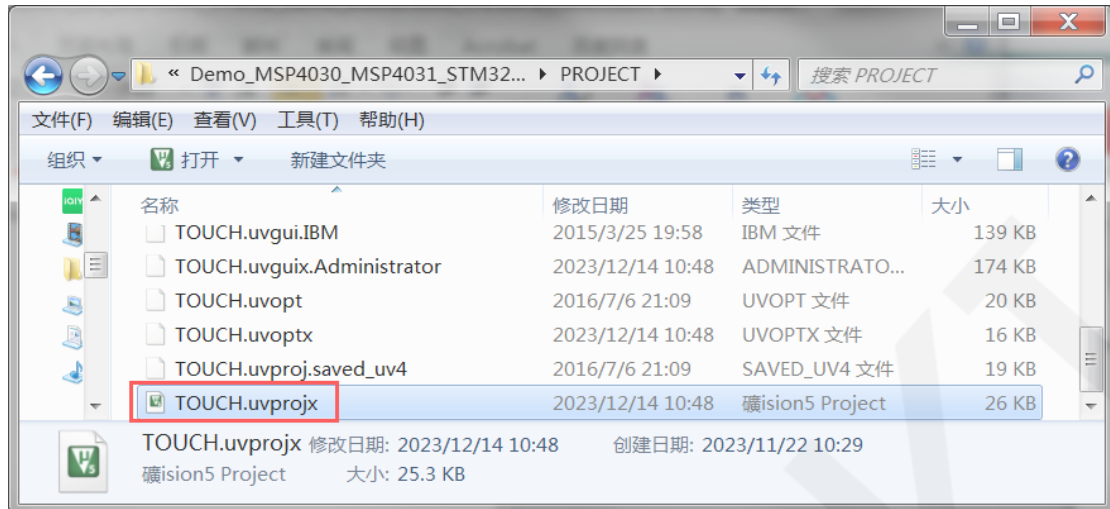 « Demo_MSP4030_MSP4031_STM32... ▸ PROJECT ▸ 搜索 PROJECT
文件(F) 编辑(E) 查看(V) 工具(T) 帮助(H)
组织 打开 新建文件夹
名称 修改日期 类型 大小
TOUCH.uvgui.IBM 2015/3/25 19:58 IBM 文件 139 KB
TOUCH.uvguix.Administrator 2023/12/14 10:48 ADMINISTRATO... 174 KB
TOUCH.uvopt 2016/7/6 21:09 UVOPT 文件 20 KB
TOUCH.uvoptx 2023/12/14 10:48 UVOPTX 文件 16 KB
TOUCH.uvproj.saved_uv4 2016/7/6 21:09 SAVED_UV4 文件 19 KB
TOUCH.uvprojx 2023/12/14 10:48 礦ision5 Project 26 KB
TOUCH.uvprojx 修改日期: 2023/12/14 10:48 创建日期: 2023/11/22 10:29
礦ision5 Project 大小: 25.3 KB